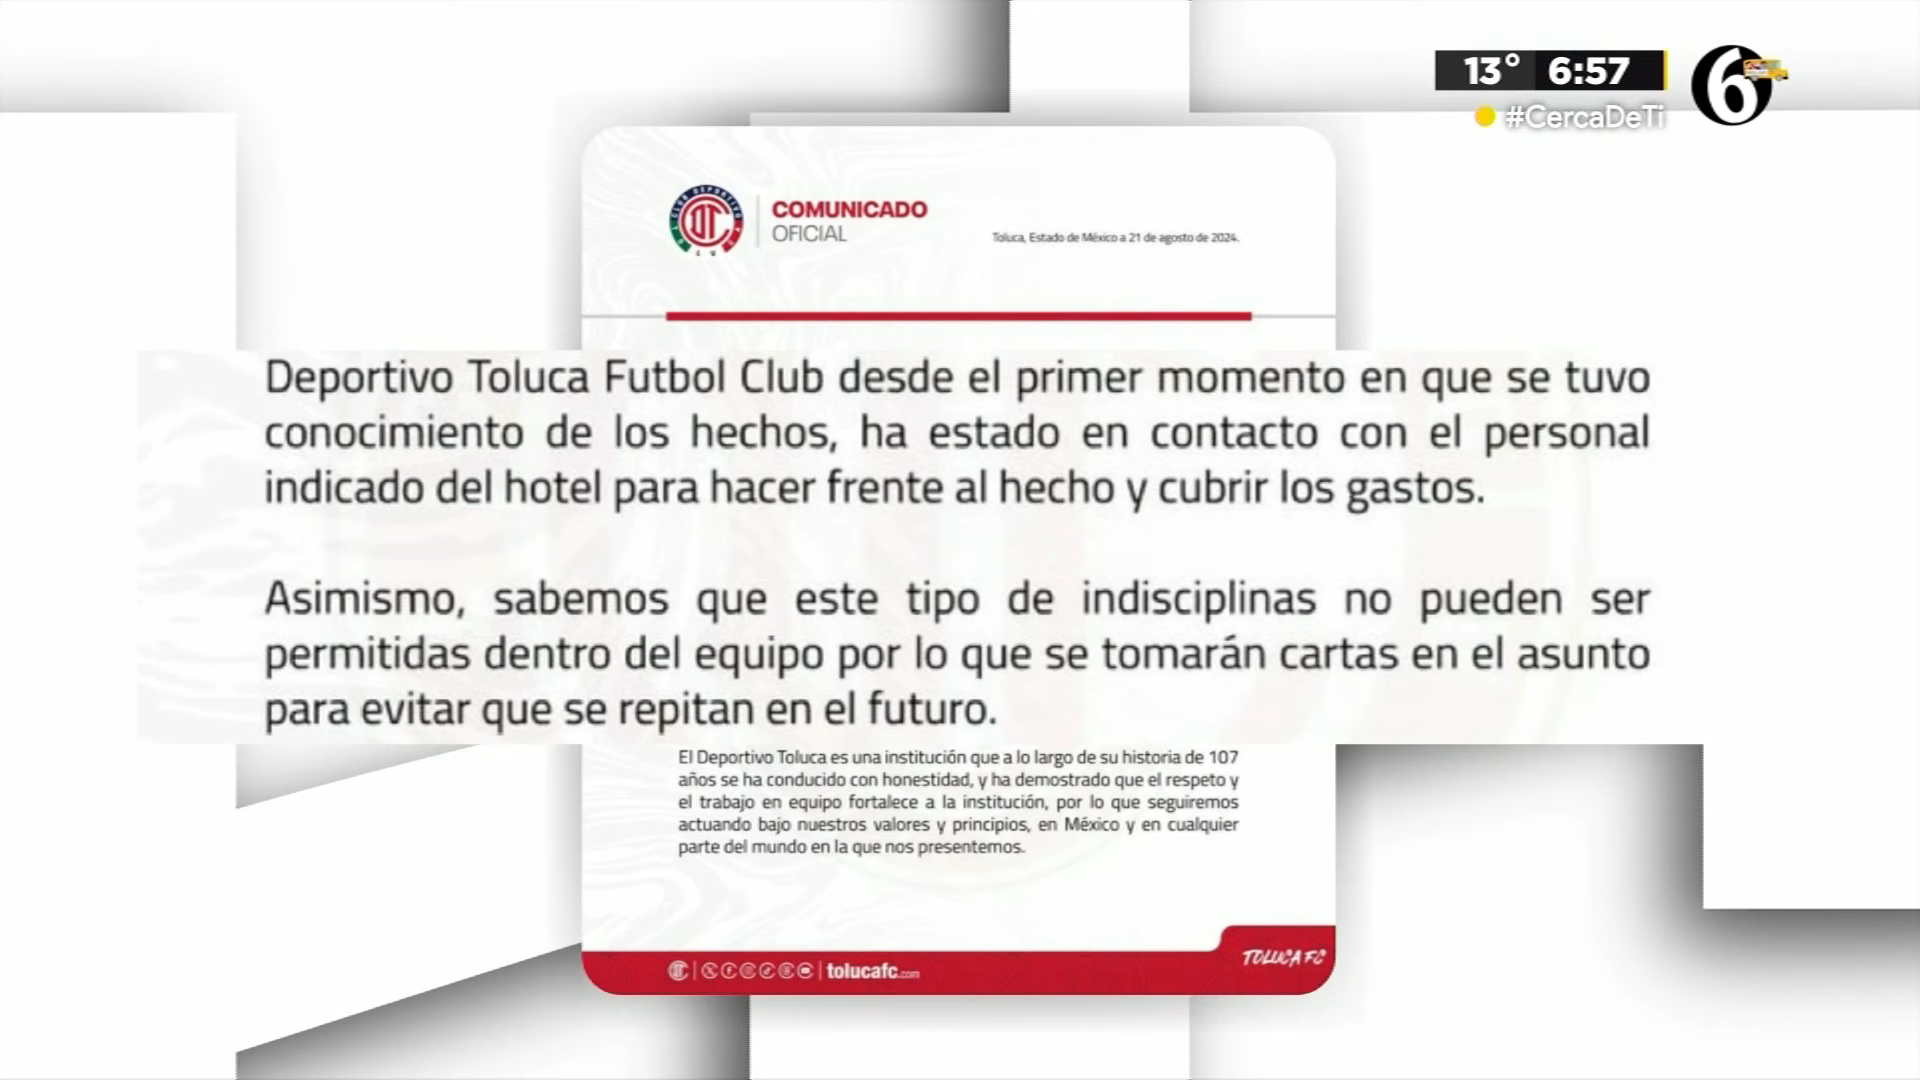 13° 6:57
6
#CercaDeTi
COMUNICADO
OFICIAL
Toluca, Estado de México a 21 de agosto de 2024.
Deportivo Toluca Futbol Club desde el primer momento en que se tuvo
conocimiento de los hechos, ha estado en contacto con el personal
indicado del hotel para hacer frente al hecho y cubrir los gastos.
Asimismo, sabemos que este tipo de indisciplinas no pueden ser
permitidas dentro del equipo por lo que se tomarán cartas en el asunto
para evitar que se repitan en el futuro.
El Deportivo Toluca es una institución que a lo largo de su historia de 107
años se ha conducido con honestidad, y ha demostrado que el respeto y
el trabajo en equipo fortalece a la institución, por lo que seguiremos
actuando bajo nuestros valores y principios, en México y en cualquier
parte del mundo en la que nos presentemos.
tolucafc.com
TOLUCA FC